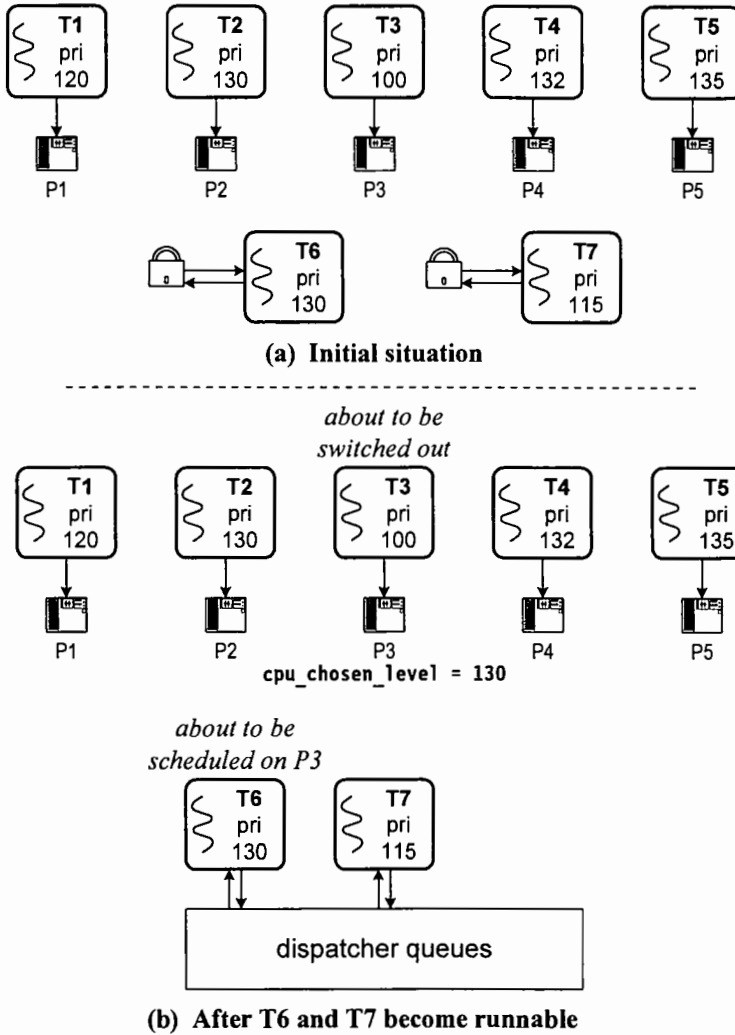 T1 T2 T3 T4 T5
pri pri pri pri pri
120 130 100 132 135
P1 P2 P3 P4 P5
T6 T7
pri pri
130 115
(a) Initial situation
about to be
switched out
T1 T2 T3 T4 T5
pri pri pri pri pri
120 130 100 132 135
P1 P2 P3 P4 P5
cpu_chosen_level = 130
about to be
scheduled on P3
T6 T7
pri pri
130 115
dispatcher queues
(b) After T6 and T7 become runnable